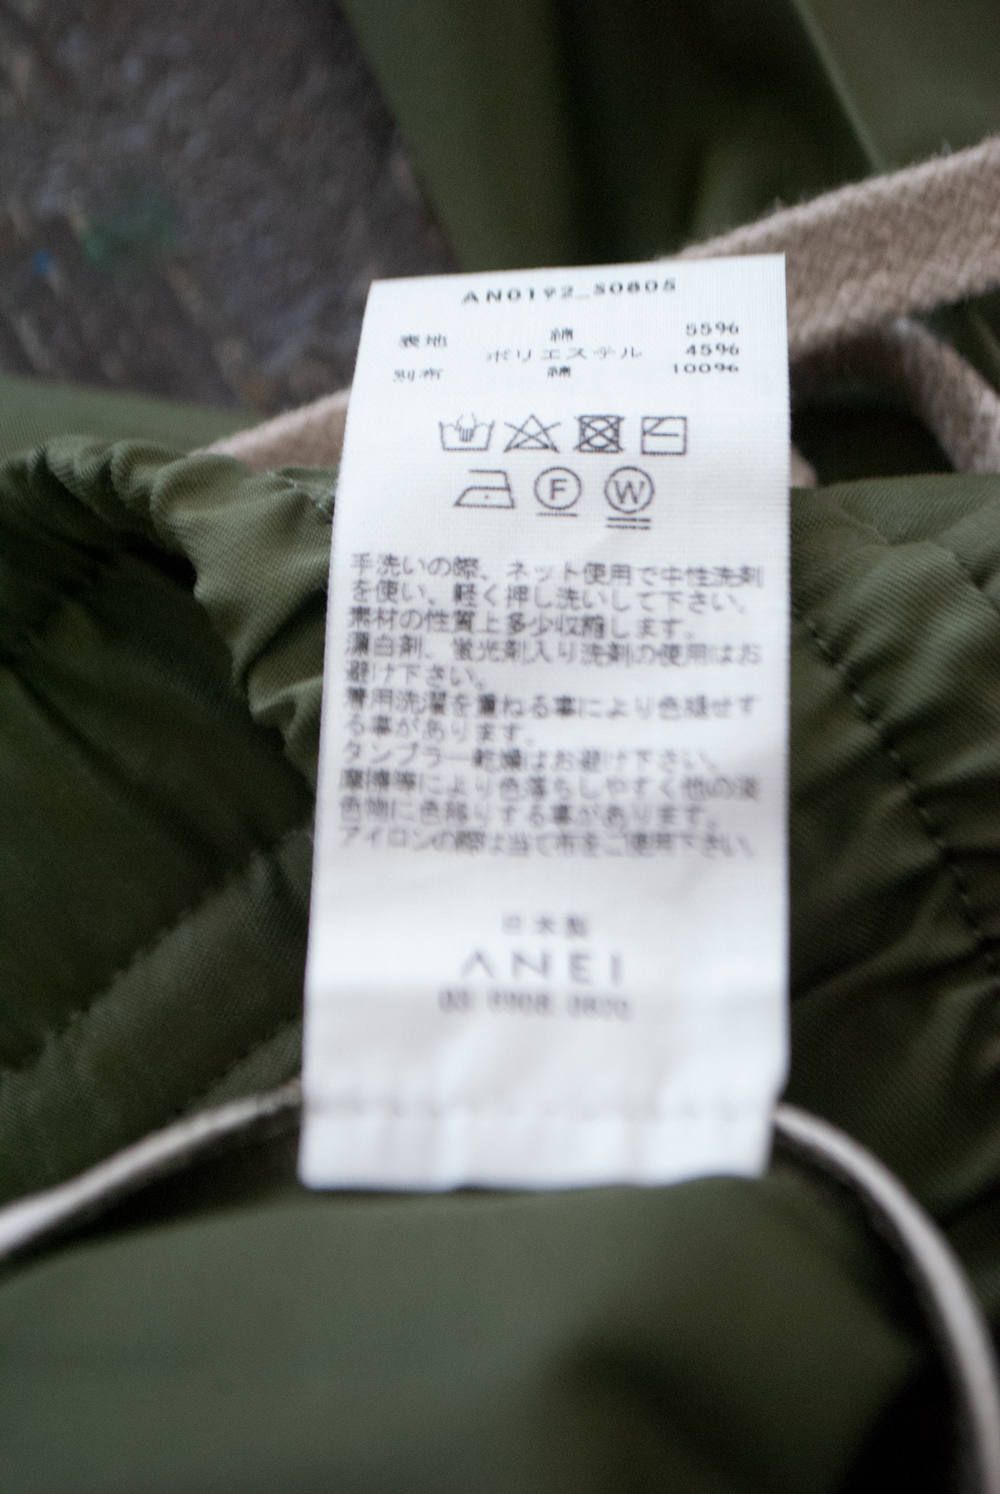 AN0192_S0805
表地 綿 55%
ポリエステル 45%
別布 綿 100%
F W
手洗いの際、ネット使用で中性洗剤
を使い、軽く押し洗いして下さい。
素材の性質上多少収縮します。
漂白剤、蛍光剤入り洗剤の使用はお
避け下さい。
着用洗濯を重ねる事により色褪せす
る事があります。
タンブラー乾燥はお避け下さい。
摩擦等により色落ちしやすく他の淡
色物に色移りする事があります。
アイロンの際は当て布をご使用下さい。
日本製
ANEI